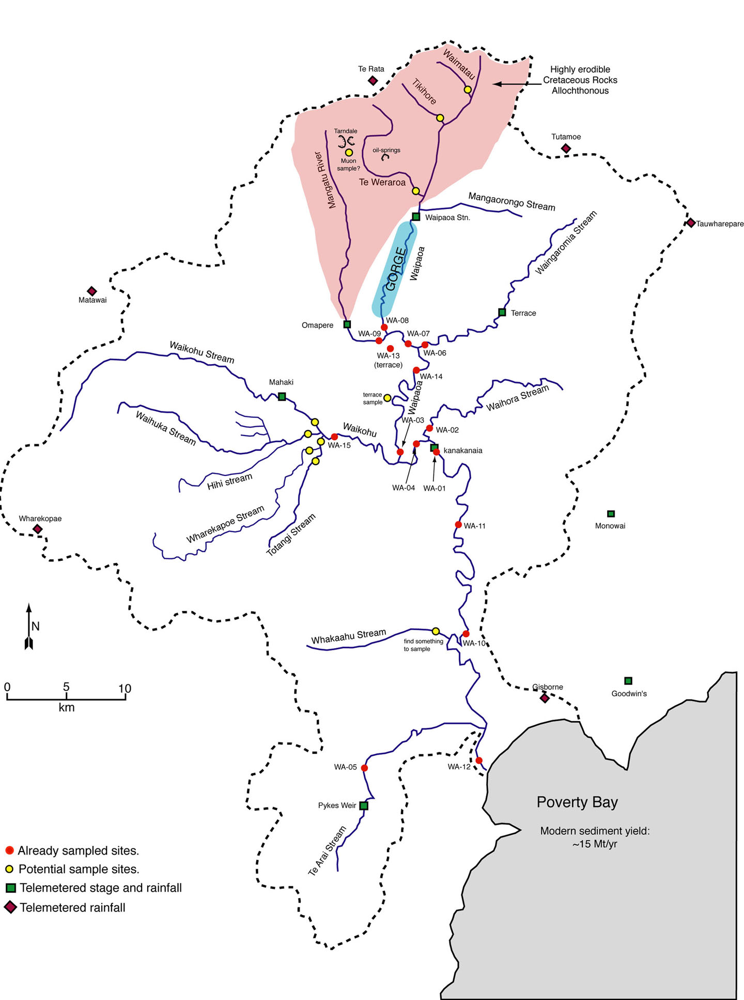 Waimatau
Te Rata
Highly erodible
Cretaceous Rocks
Allochthonous
Tikihore
Tarndale
Tutamoe
oil-springs
Muon
sample?
Mangatu River
Te Weraroa
Mangaorongo Stream
Waipaoa Stn.
Tauwharepare
Waingaromia Stream
GORGE
Waipaoa
Matawai
Terrace
WA-08
Omapere
WA-09
WA-07
WA-06
WA-13
(terrace)
Waikohu Stream
WA-14
Mahaki
terrace
sample
Waipaoa
Waihora Stream
Waihuka Stream
WA-03
Waikohu
WA-02
WA-15
kanakanaia
Hihi stream
WA-04
WA-01
Wharekopae
Wharekapoe Stream
Totangi Stream
WA-11
Monowai
N
Whakaahu Stream
find something
to sample
WA-10
0 5 10
km
Gisborne
Goodwin's
WA-05
WA-12
Pykes Weir
Poverty Bay
Modern sediment yield:
~15 Mt/yr
Te Arai Stream
Already sampled sites.
Potential sample sites.
Telemetered stage and rainfall
Telemetered rainfall